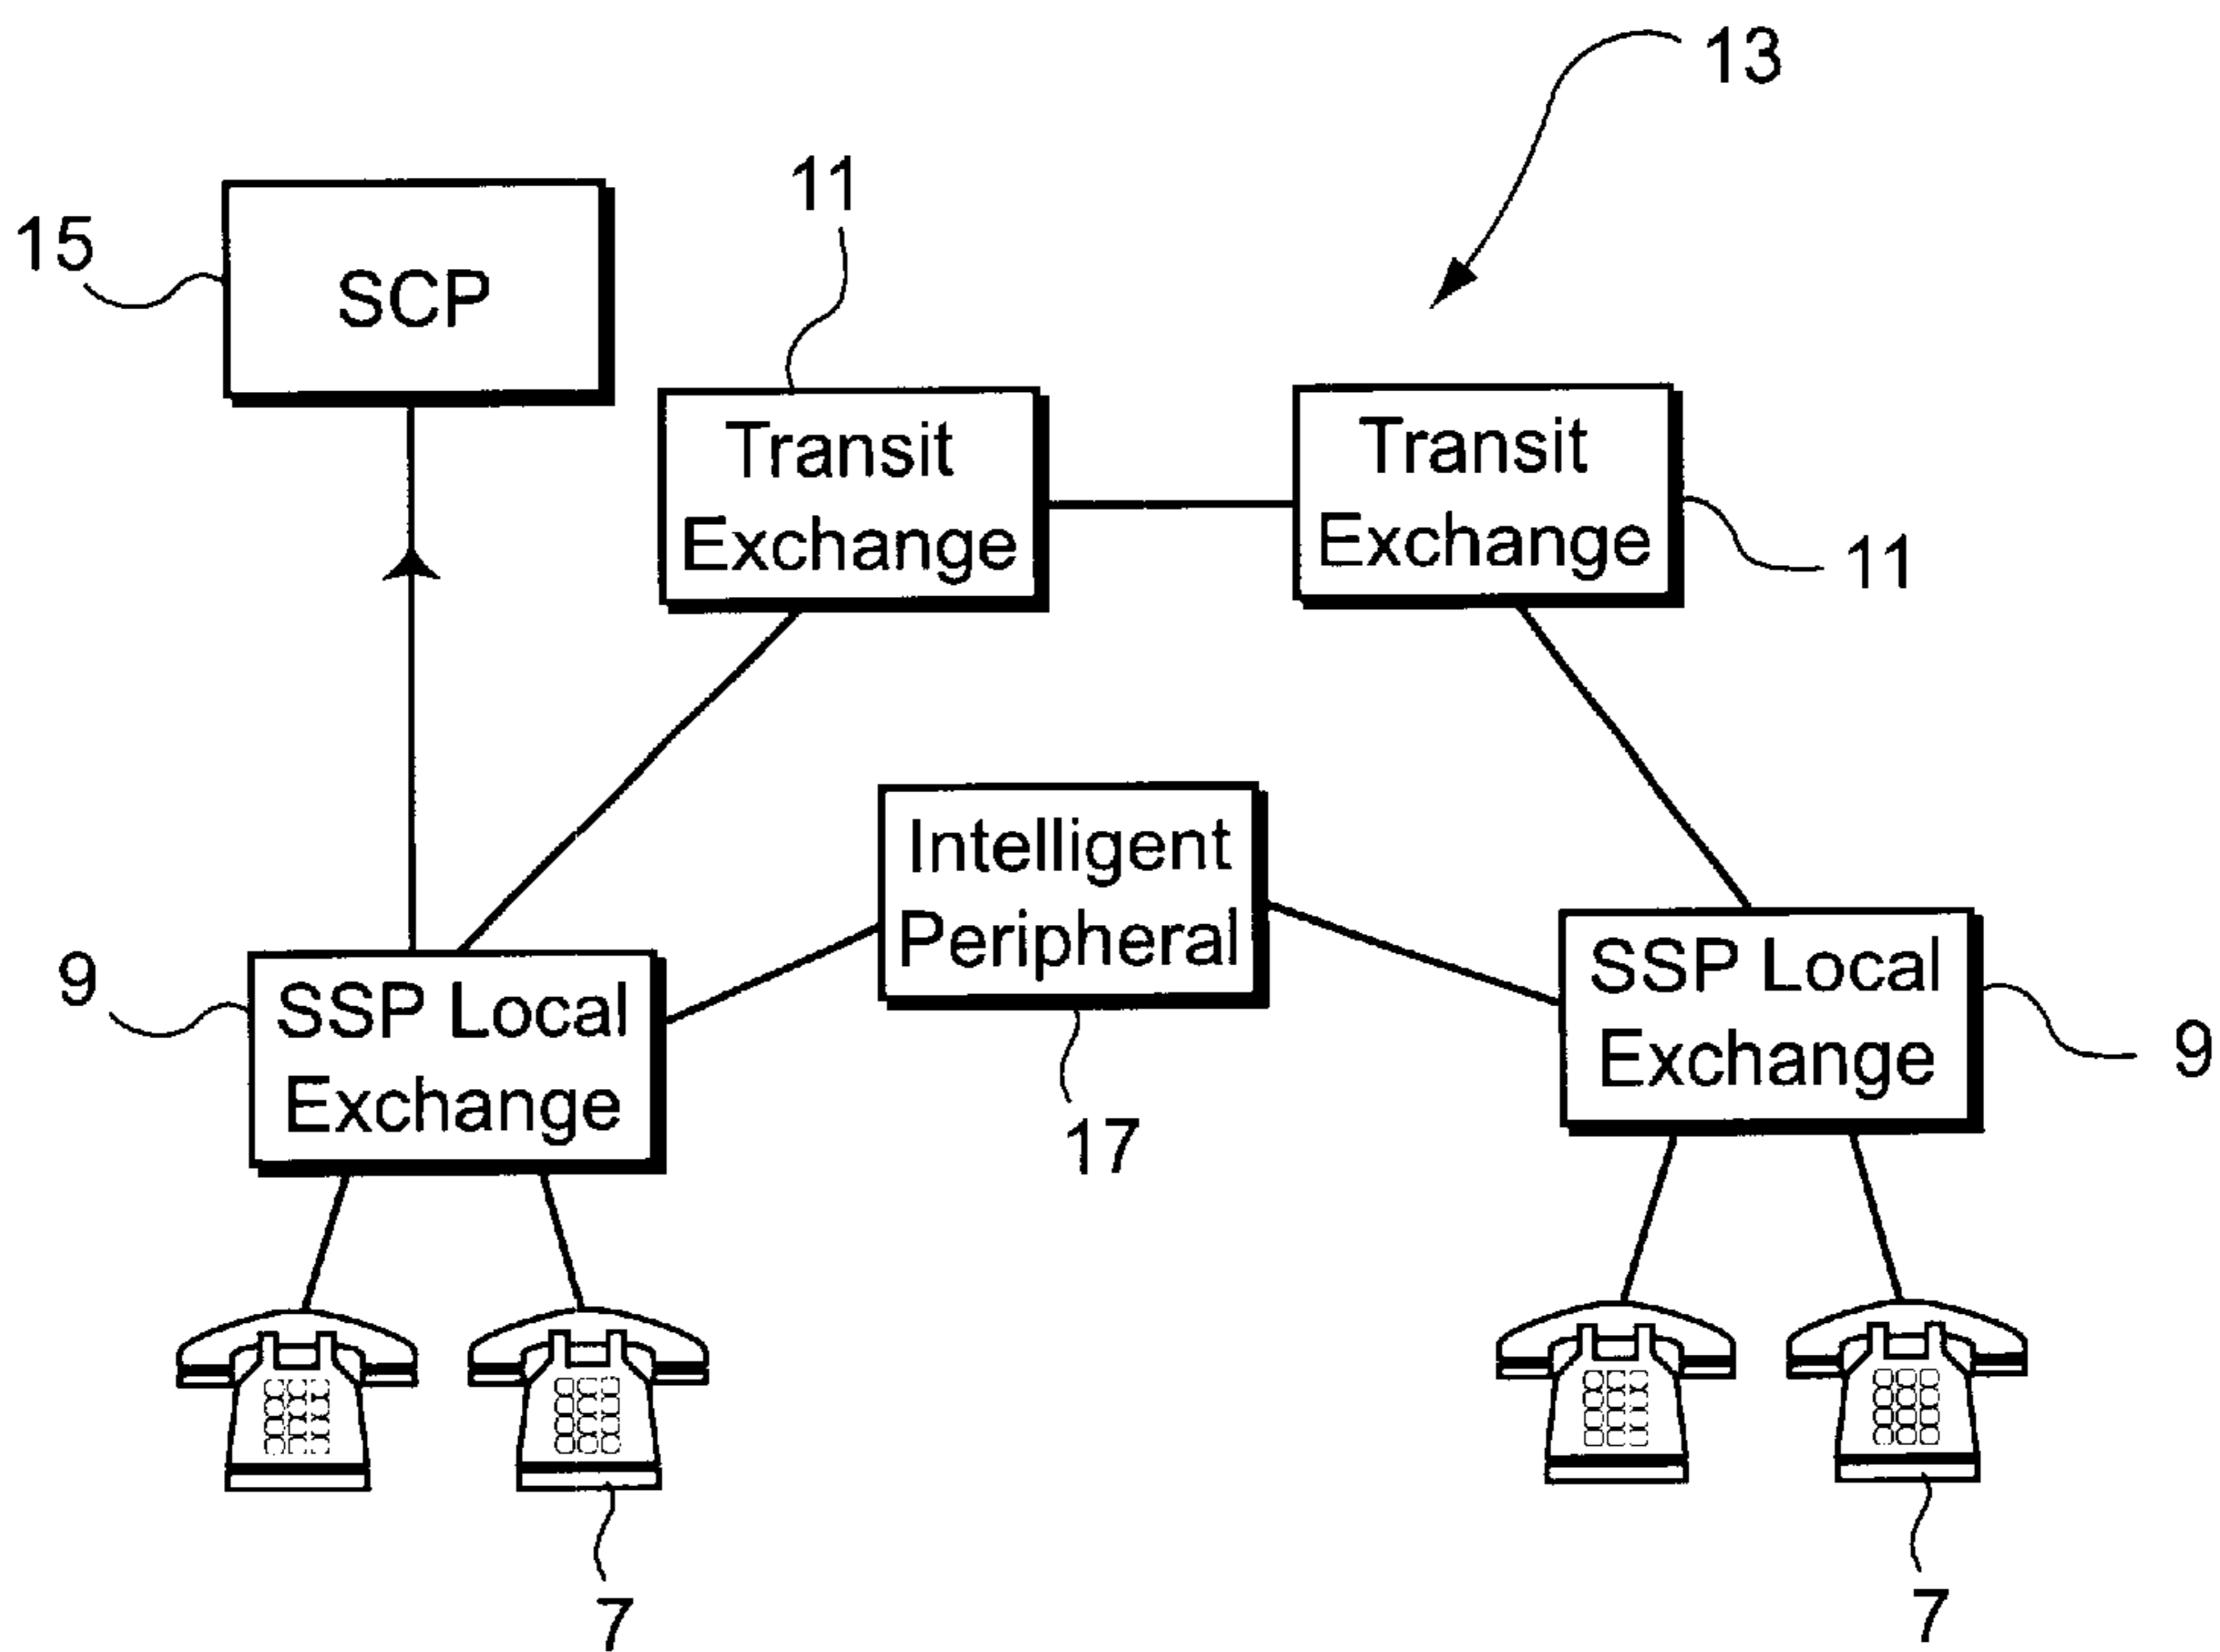 13
11
15
SCP
Transit
Exchange
Transit
Exchange
11
Intelligent
Peripheral
17
9
SSP Local
Exchange
SSP Local
Exchange
9
7
7